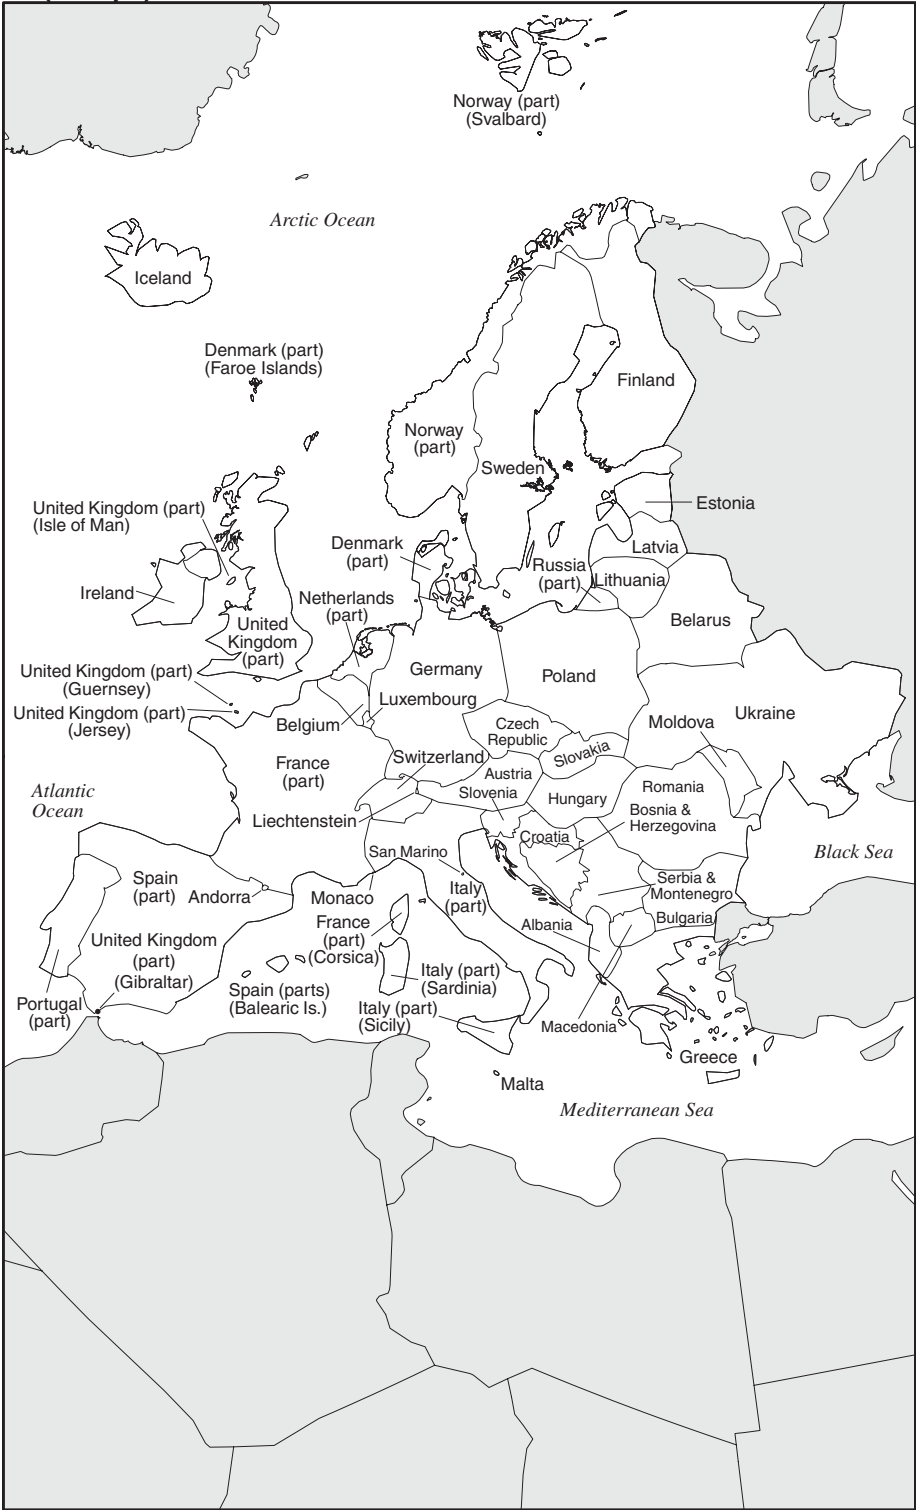 Norway (part)
(Svalbard)
Arctic Ocean
Iceland
Denmark (part)
(Faroe Islands)
Finland
Norway
(part)
Sweden
Estonia
United Kingdom (part)
(Isle of Man)
Denmark
(part)
Latvia
Russia
(part)
Lithuania
Ireland
Netherlands
(part)
Belarus
United
Kingdom
(part)
Germany
Poland
United Kingdom (part)
(Guernsey)
Luxembourg
United Kingdom (part)
(Jersey)
Belgium
Czech
Republic
Moldova
Ukraine
Slovakia
France
(part)
Switzerland
Austria
Atlantic
Ocean
Slovenia
Hungary
Romania
Liechtenstein
Bosnia &
Herzegovina
Croatia
San Marino
Black Sea
Spain
(part)
Andorra
Monaco
Italy
(part)
Serbia &
Montenegro
France
(part)
(Corsica)
Albania
Bulgaria
United Kingdom
(part)
(Gibraltar)
Italy (part)
(Sardinia)
Spain (parts)
(Balearic Is.)
Portugal
(part)
Italy (part)
(Sicily)
Macedonia
Greece
Malta
Mediterranean Sea